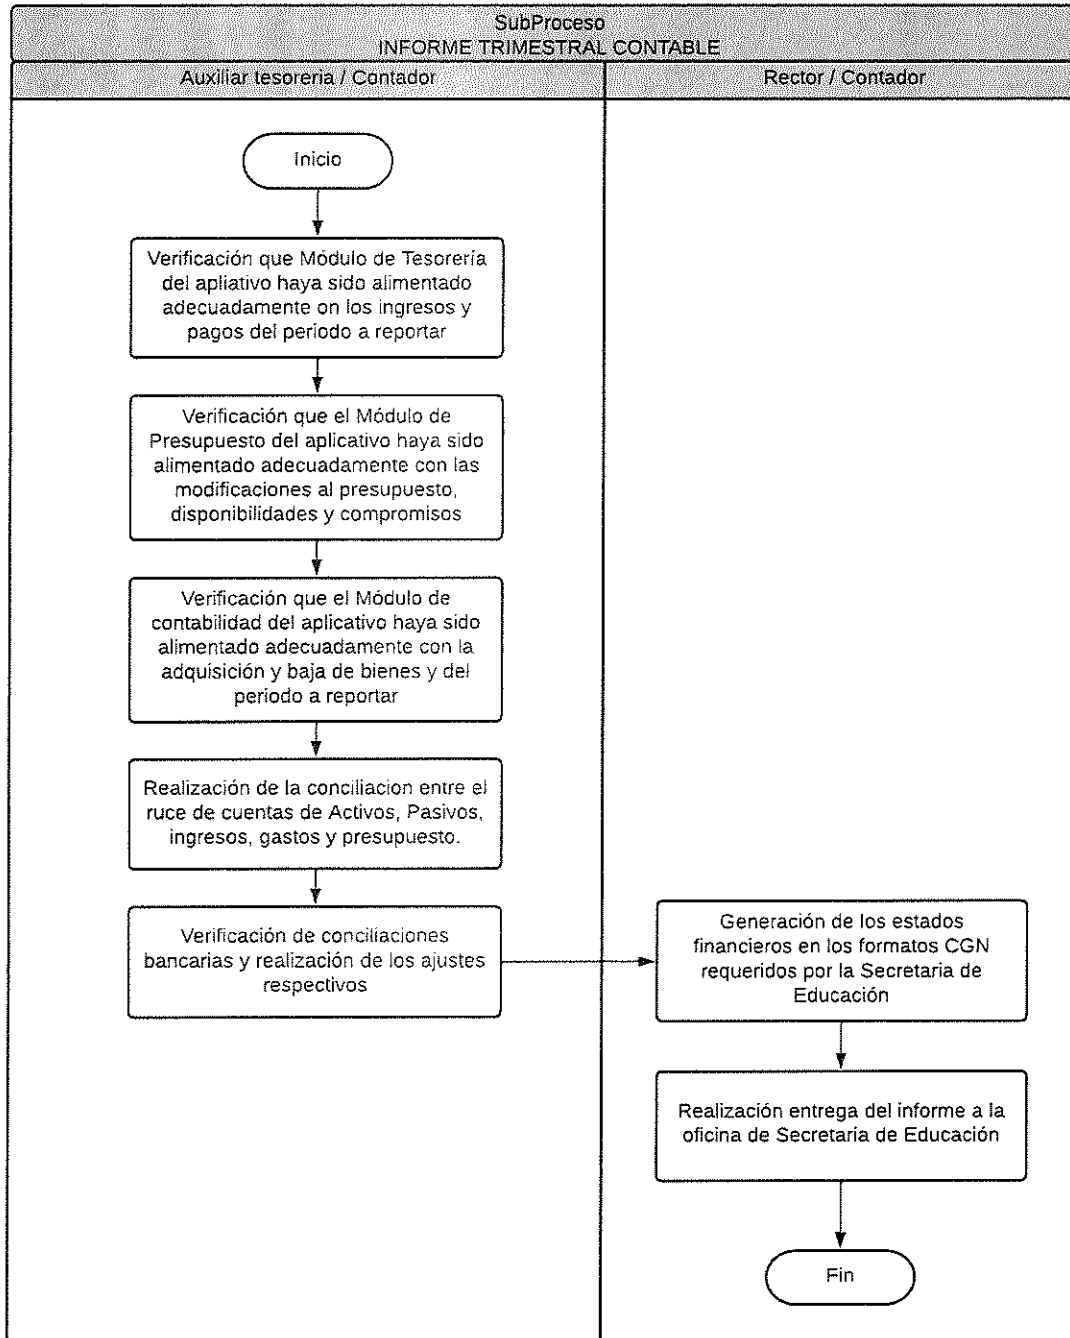 SubProceso
INFORME TRIMESTRAL CONTABLE
Auxiliar tesoreria / Contador
Rector / Contador
Inicio
Verificación que Módulo de Tesorería
del apliativo haya sido alimentado
adecuadamente on los ingresos y
pagos del periodo a reportar
Verificación que el Módulo de
Presupuesto del aplicativo haya sido
alimentado adecuadamente con las
modificaciones al presupuesto,
disponibilidades y compromisos
Verificación que el Módulo de
contabilidad del aplicativo haya sido
alimentado adecuadamente con la
adquisición y baja de bienes y del
periodo a reportar
Realización de la conciliacion entre el
ruce de cuentas de Activos, Pasivos,
ingresos, gastos y presupuesto.
Verificación de conciliaciones
bancarias y realización de los ajustes
respectivos
Generación de los estados
financieros en los formatos CGN
requeridos por la Secretaria de
Educación
Realización entrega del informe a la
oficina de Secretaría de Educación
Fin